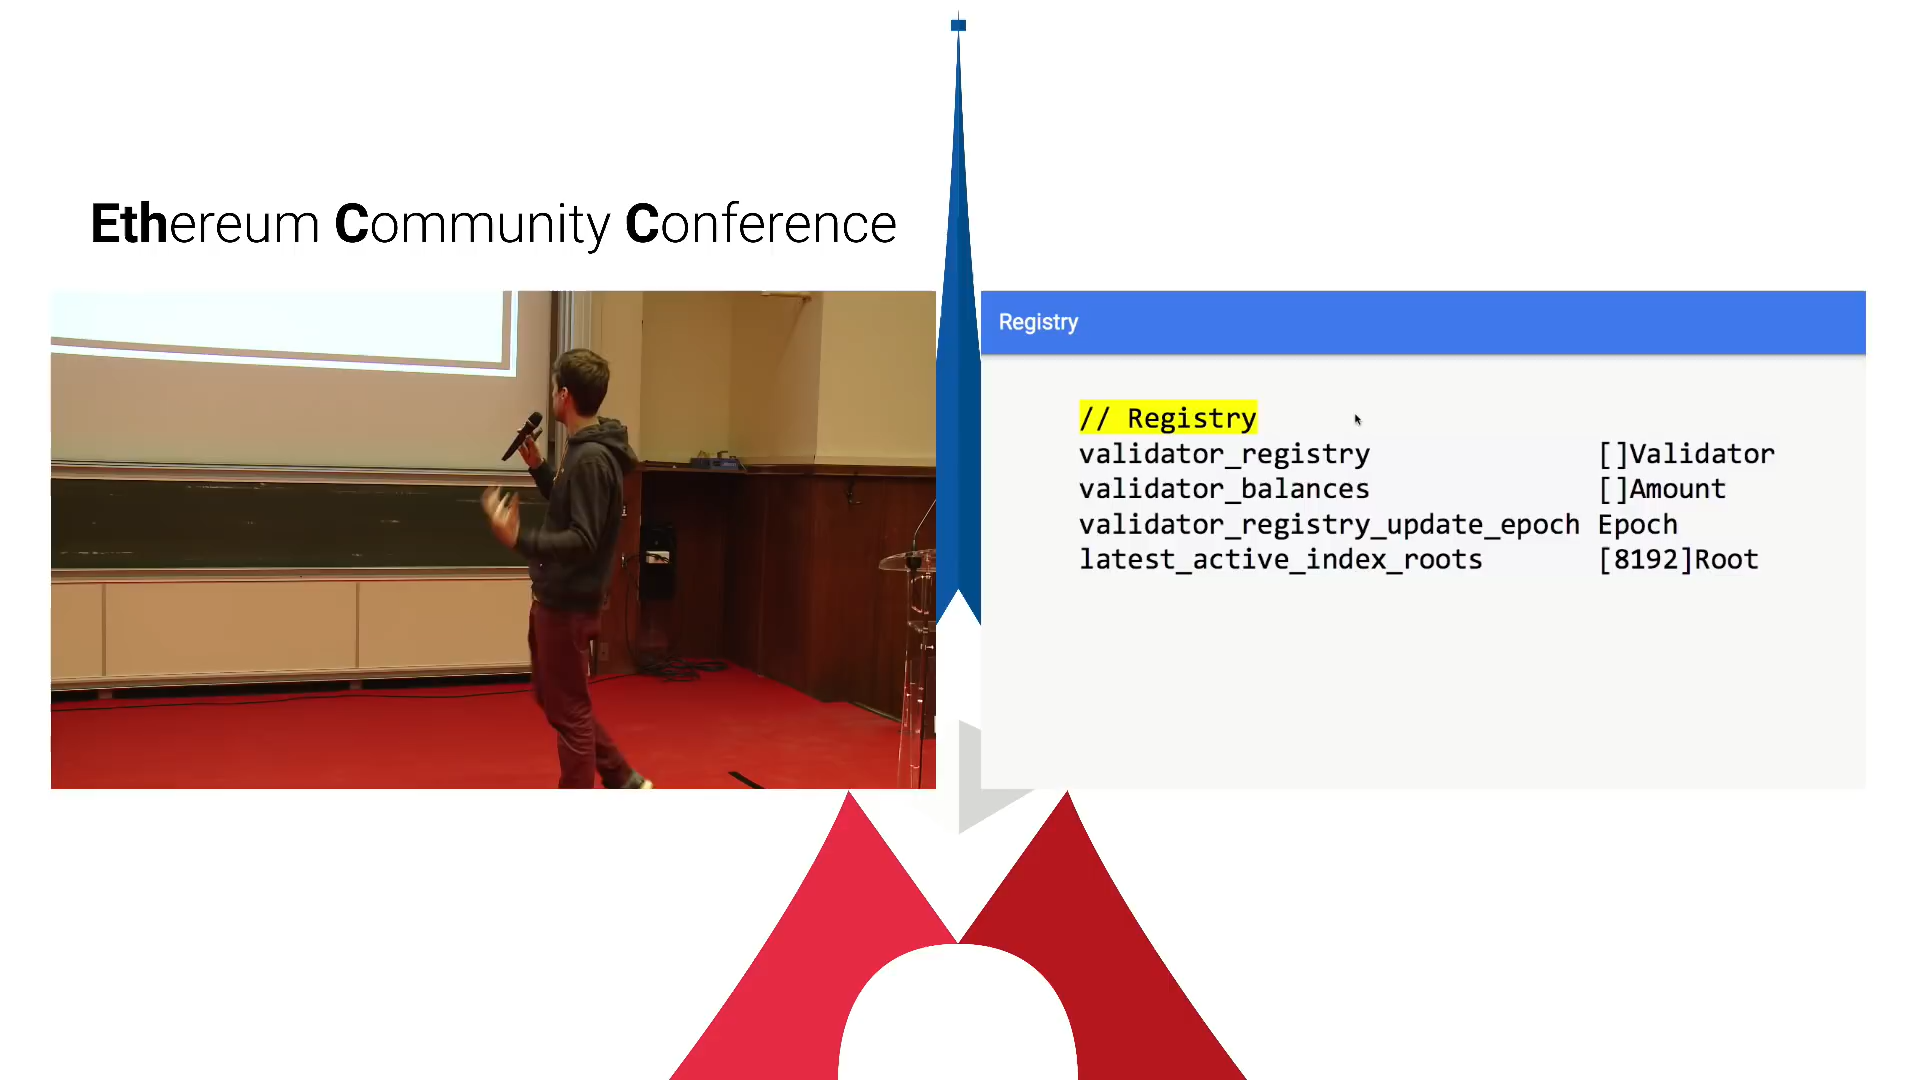 Ethereum Community Conference
Registry
// Registry
validator_registry []Validator
validator_balances []Amount
validator_registry_update_epoch Epoch
latest_active_index_roots [8192]Root